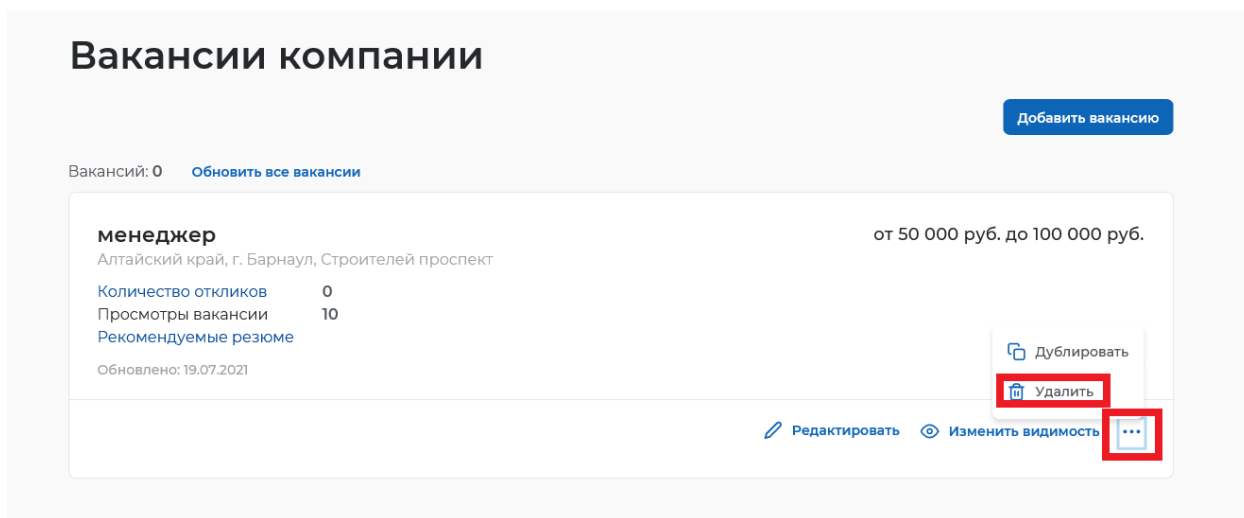 Вакансии компании
Добавить вакансию
Вакансий: 0 Обновить все вакансии
менеджер от 50 000 руб. до 100 000 руб.
Алтайский край, г. Барнаул, Строителей проспект
Количество откликов 0
Просмотры вакансии 10
Рекомендуемые резюме
Дублировать
Обновлено: 19.07.2021
Удалить
Редактировать Изменить видимость ...